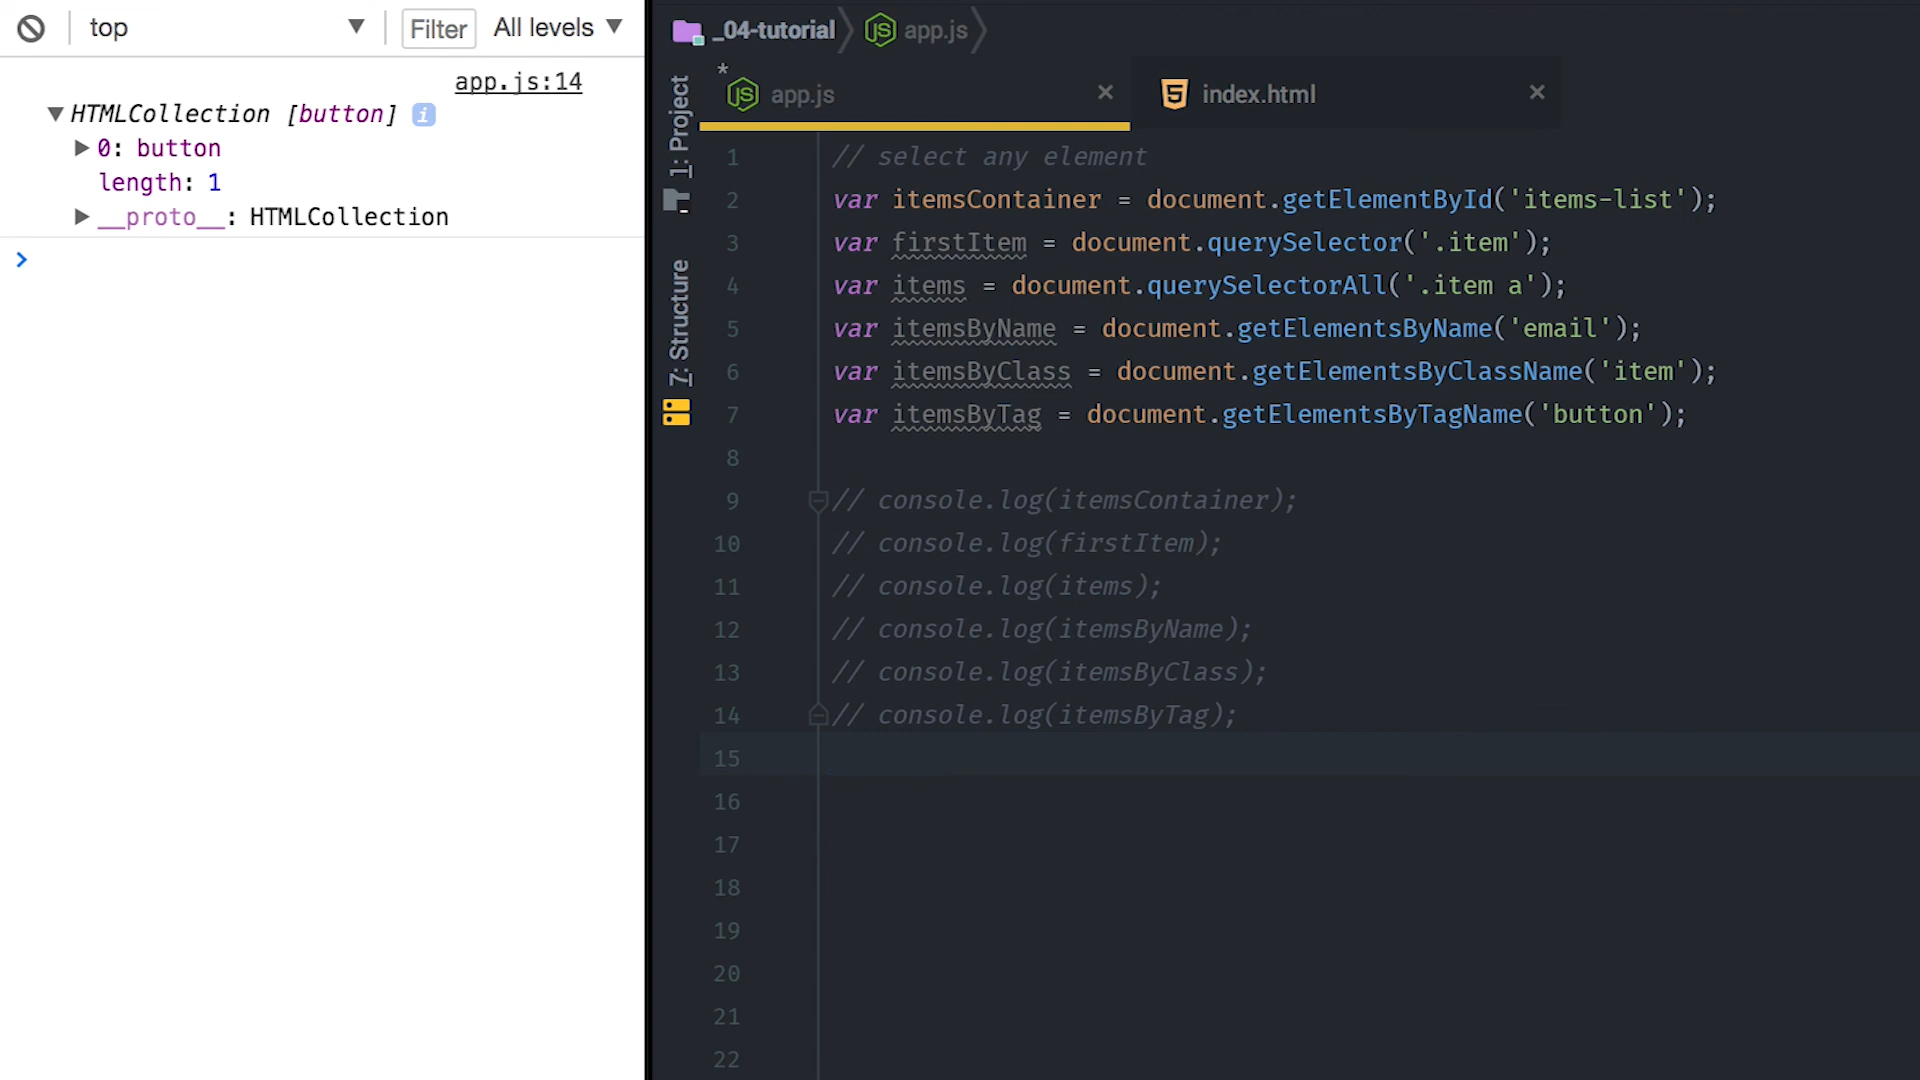 top ▼ Filter All levels ▼
app.js:14
▼ HTMLCollection [button] i
▶ 0: button
length: 1
▶ __proto__: HTMLCollection
>
_04-tutorial JS app.js
* JS app.js × 5 index.html ×
1: Project
7: Structure
1 // select any element
2 var itemsContainer = document.getElementById('items-list');
3 var firstItem = document.querySelector('.item');
4 var items = document.querySelectorAll('.item a');
5 var itemsByName = document.getElementsByName('email');
6 var itemsByClass = document.getElementsByClassName('item');
7 var itemsByTag = document.getElementsByTagName('button');
8
9 // console.log(itemsContainer);
10 // console.log(firstItem);
11 // console.log(items);
12 // console.log(itemsByName);
13 // console.log(itemsByClass);
14 // console.log(itemsByTag);
15
16
17
18
19
20
21
22